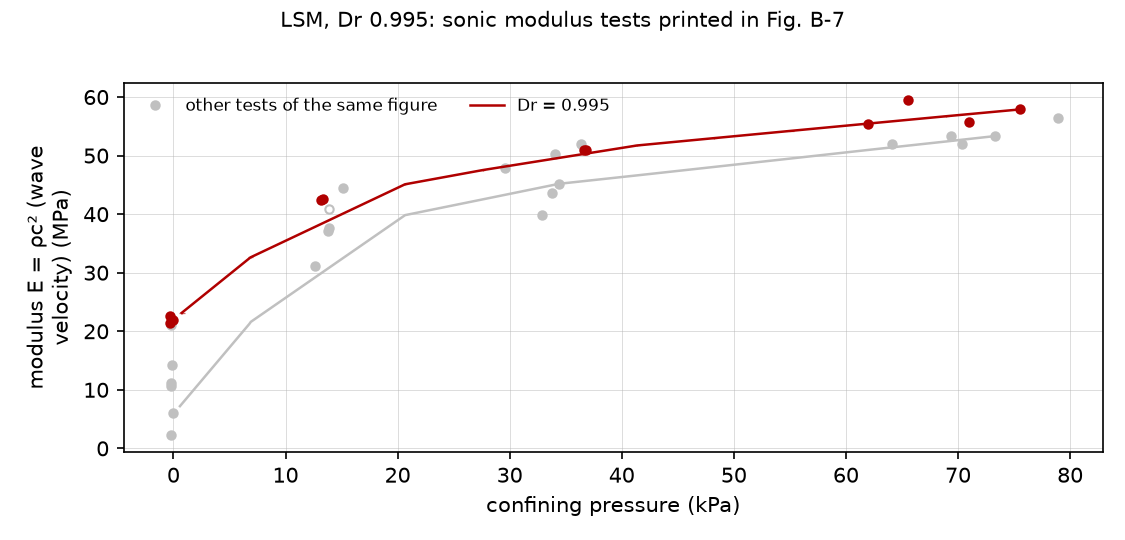 LSM, Dr 0.995: sonic modulus tests printed in Fig. B-7
other tests of the same figure
Dr = 0.995
modulus E = ρc² (wave
velocity) (MPa)
60
50
40
30
20
10
0
0 10 20 30 40 50 60 70 80
confining pressure (kPa)